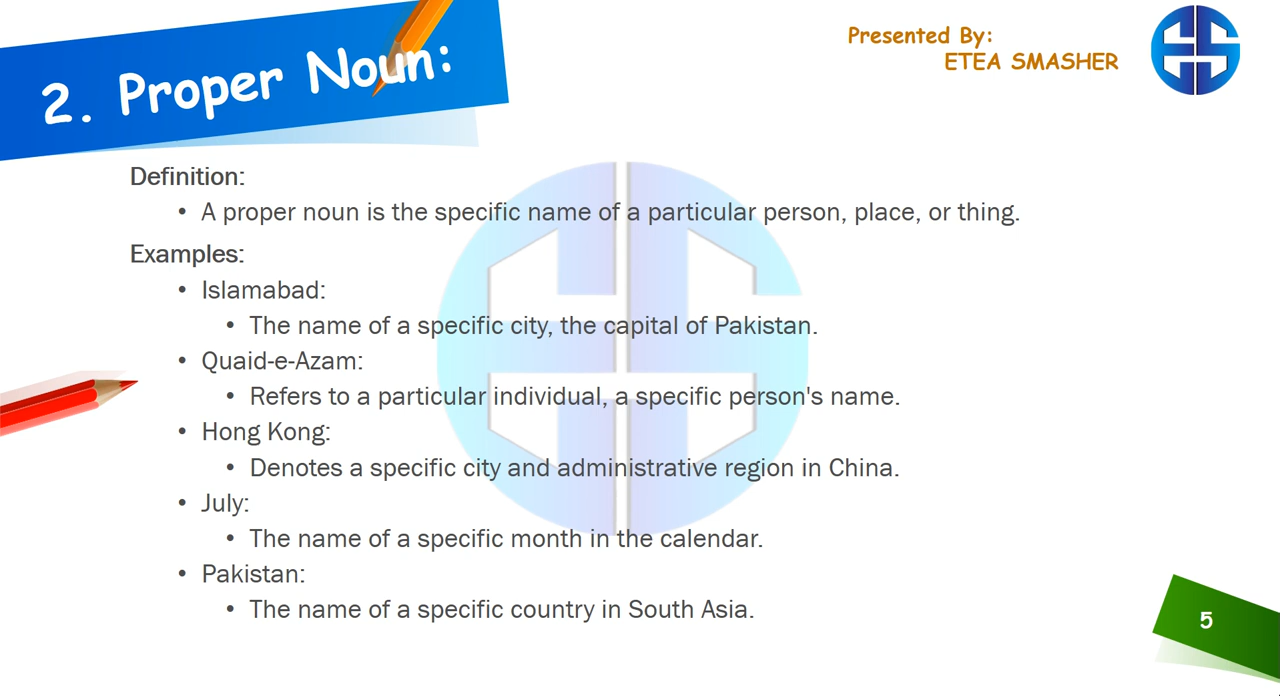 2. Proper Noun:
Presented By:
ETEA SMASHER
Definition:
• A proper noun is the specific name of a particular person, place, or thing.
Examples:
• Islamabad:
• The name of a specific city, the capital of Pakistan.
• Quaid-e-Azam:
• Refers to a particular individual, a specific person's name.
• Hong Kong:
• Denotes a specific city and administrative region in China.
• July:
• The name of a specific month in the calendar.
• Pakistan:
• The name of a specific country in South Asia.
5